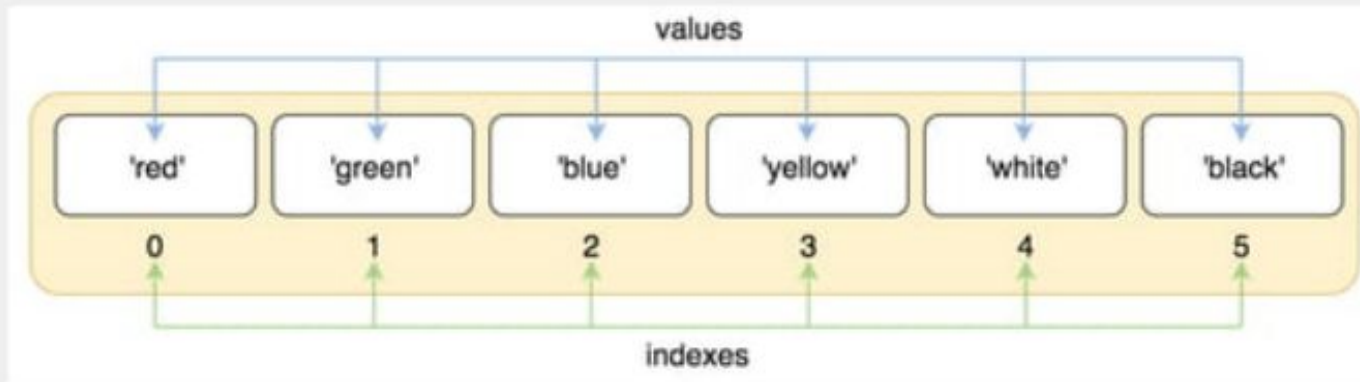 values
'red' 'green' 'blue' 'yellow' 'white' 'black'
0 1 2 3 4 5
indexes